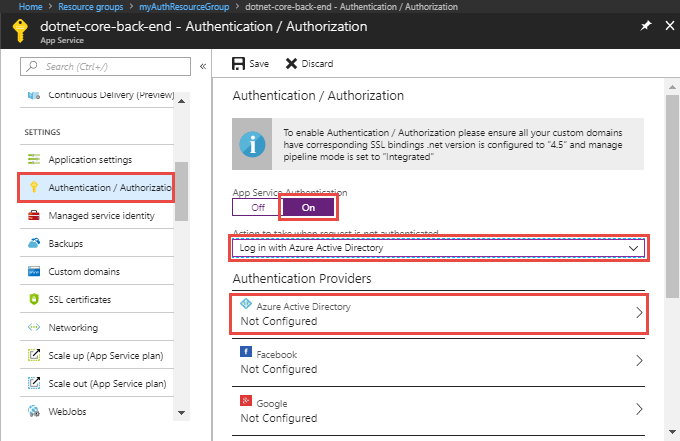 Home > Resource groups > myAuthResourceGroup > dotnet-core-back-end - Authentication / Authorization
dotnet-core-back-end - Authentication / Authorization
App Service
Search (Ctrl+/)
Continuous Delivery (Preview)
SETTINGS
Application settings
Authentication / Authorizatio
Managed service identity
Backups
Custom domains
SSL certificates
Networking
Scale up (App Service plan)
Scale out (App Service plan)
WebJobs
Save
Discard
Authentication / Authorization
To enable Authentication / Authorization please ensure all your custom domains
have corresponding SSL bindings .net version is configured to "4.5" and manage
pipeline mode is set to "Integrated"
App Service Authentication
Off
On
Action to take when request is not authenticated
Log in with Azure Active Directory
Authentication Providers
Azure Active Directory
Not Configured
Facebook
Not Configured
Google
Not Configured